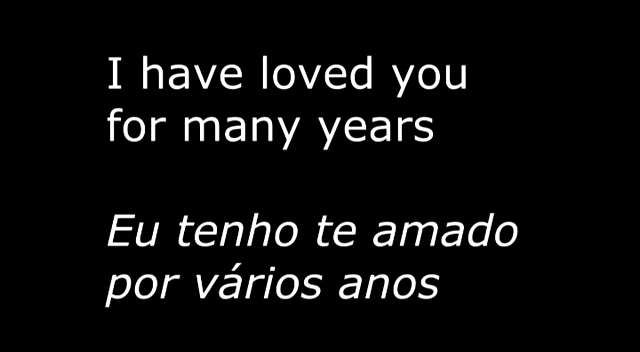 I have loved you
for many years
Eu tenho te amado
por vários anos